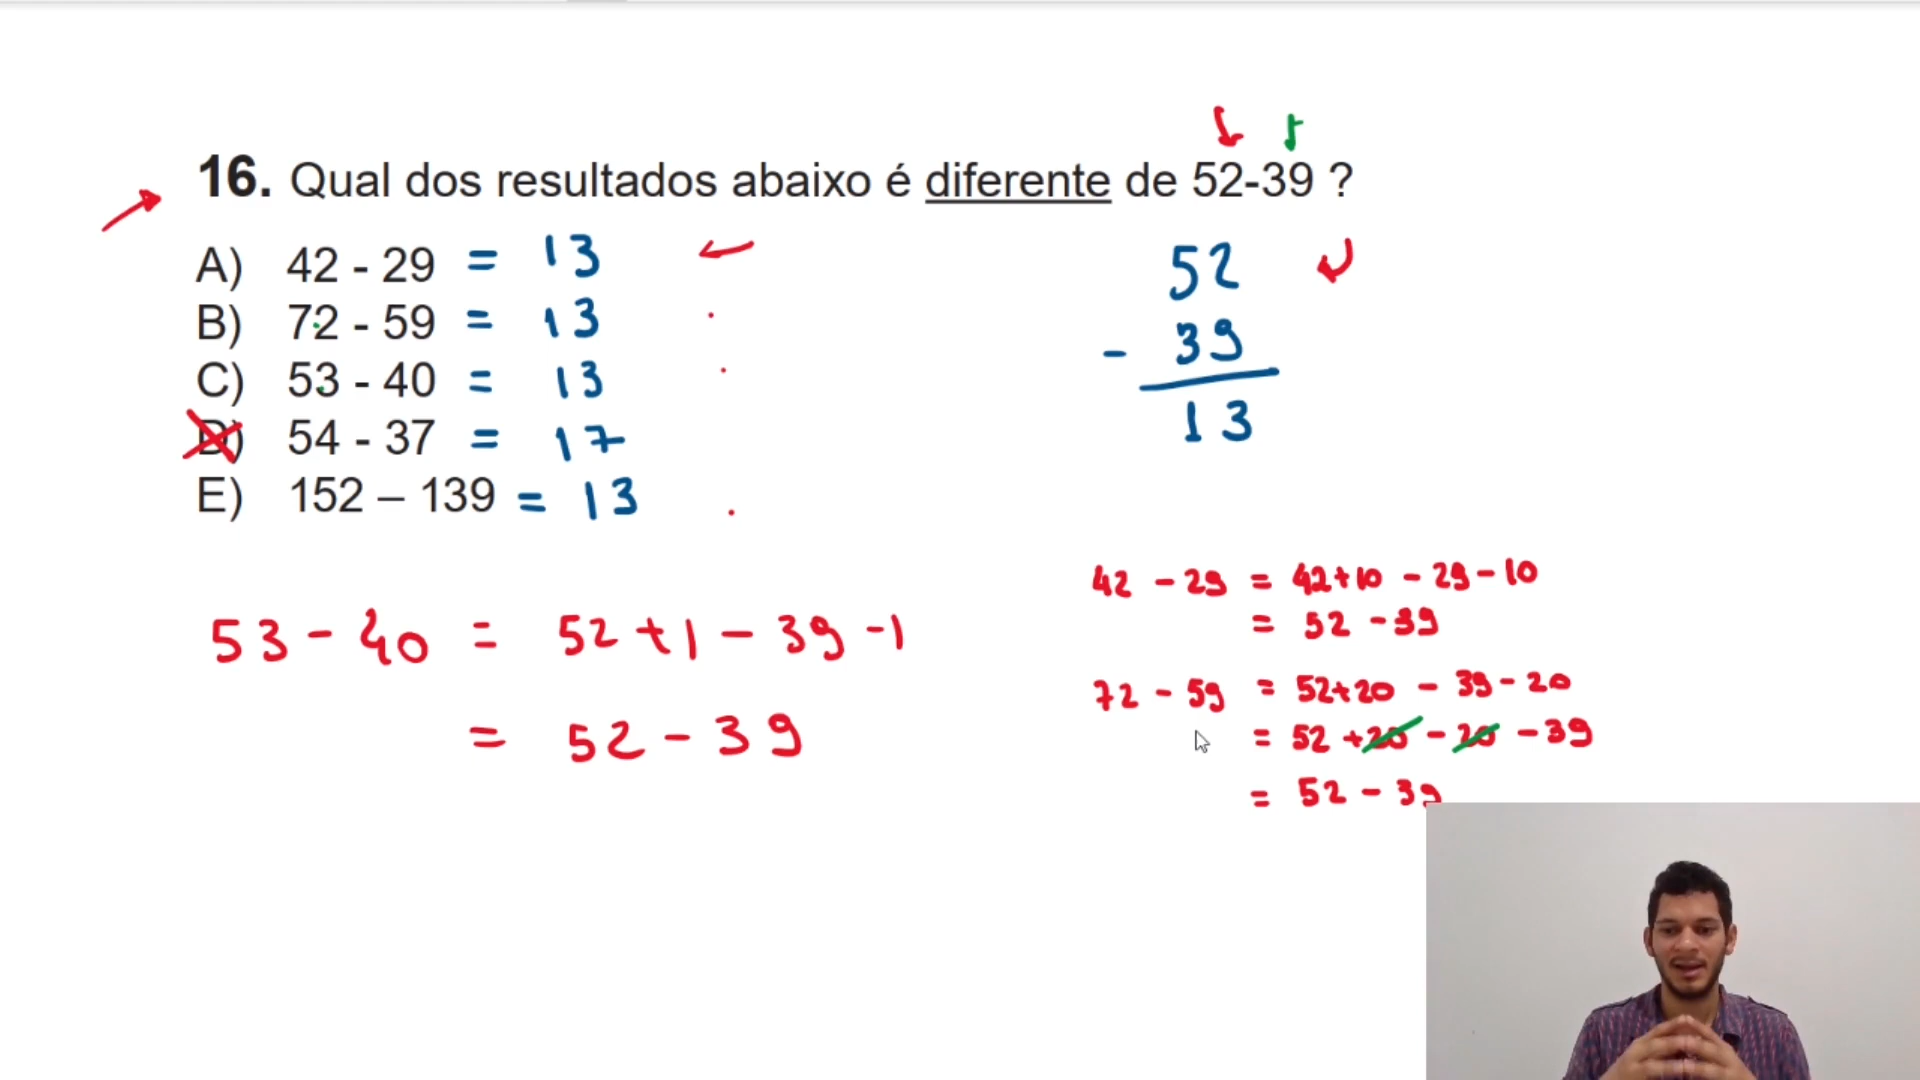 16. Qual dos resultados abaixo é diferente de 52-39 ?
A) 42 - 29 = 13
B) 72 - 59 = 13
C) 53 - 40 = 13
D) 54 - 37 = 17
E) 152 – 139 = 13
52
- 39
13
53 - 40 = 52 + 1 - 39 - 1
= 52 - 39
42 - 29 = 42+10 - 29 - 10
= 52 - 39
72 - 59 = 52+20 - 39 - 20
= 52 +20 - 20 - 39
= 52 - 39